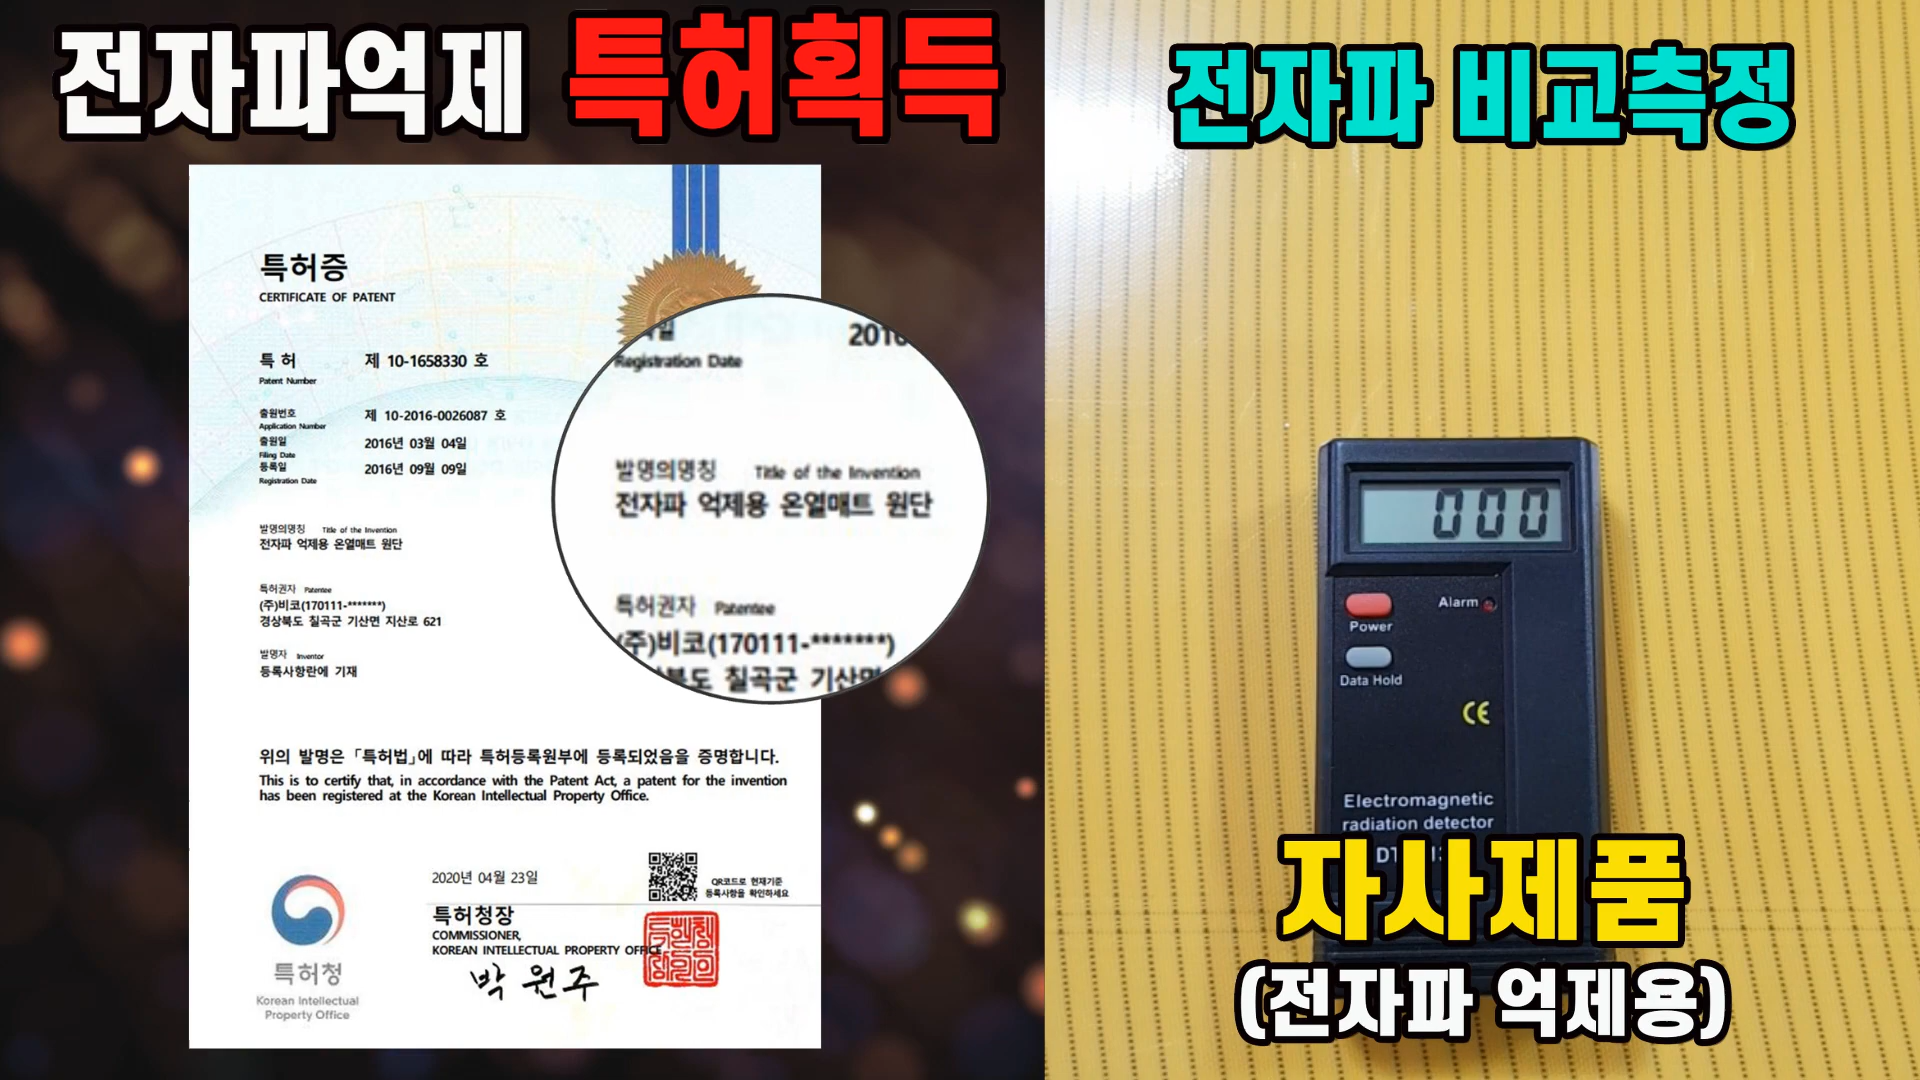 전자파억제 특허획득
특허증
CERTIFICATE OF PATENT
특 허
Patent Number
제 10-1658330 호
출원번호
Application Number
제 10-2016-0026087 호
출원일
Filing Date
2016년 03월 04일
등록일
Registration Date
2016년 09월 09일
발명의명칭 Title of the Invention
전자파 억제용 온열매트 원단
특허권자 Patentee
(주)비코(170111-*******)
경상북도 칠곡군 기산면 지산로 621
발명자 Inventor
등록사항란에 기재
위의 발명은 「특허법」에 따라 특허등록원부에 등록되었음을 증명합니다.
This is to certify that, in accordance with the Patent Act, a patent for the invention
has been registered at the Korean Intellectual Property Office.
2020년 04월 23일
QR코드로 현재기준
등록사항을 확인하세요
특허청장
COMMISSIONER,
KOREAN INTELLECTUAL PROPERTY OFFICE
박 원 주
특허청
Korean Intellectual
Property Office
2016
Registration Date
발명의명칭 Title of the Invention
전자파 억제용 온열매트 원단
특허권자 Patentee
(주)비코(170111-*******)
칠곡군 기산면
전자파 비교측정
000
Alarm
Power
Data Hold
CE
Electromagnetic
radiation detector
자사제품
(전자파 억제용)